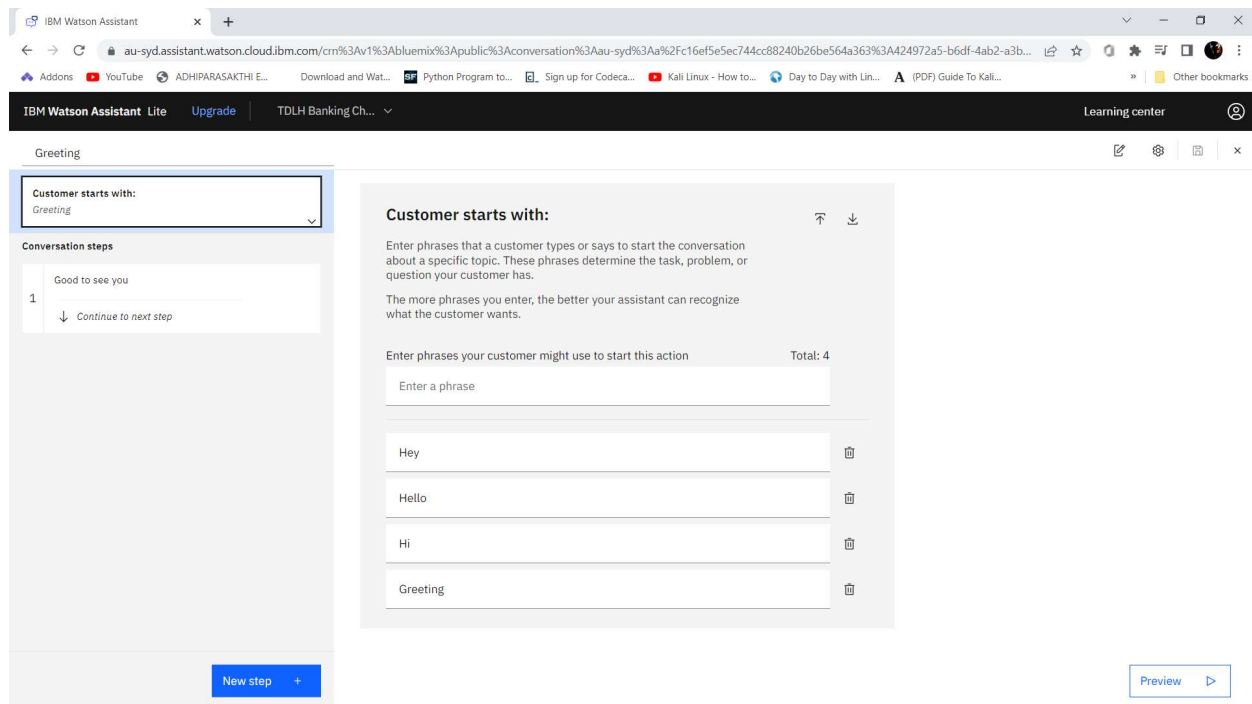 IBM Watson Assistant
au-syd.assistant.watson.cloud.ibm.com/crn%3Av1%3Abluemix%3Apublic%3Aconversation%3Aau-syd%3Aa%2Fc16ef5e5ec744cc88240b26be564a363%3A424972a5-b6df-4ab2-a3b...
Addons YouTube ADHIPARASAKTHI E... Download and Wat... SF Python Program to... Sign up for Codeca... Kali Linux - How to... Day to Day with Lin... A (PDF) Guide To Kali... » Other bookmarks
IBM Watson Assistant Lite Upgrade TDLH Banking Ch... Learning center
Greeting
Customer starts with:
Greeting
Conversation steps
1
Good to see you
Continue to next step
New step +
Customer starts with:
Enter phrases that a customer types or says to start the conversation
about a specific topic. These phrases determine the task, problem, or
question your customer has.
The more phrases you enter, the better your assistant can recognize
what the customer wants.
Enter phrases your customer might use to start this action Total: 4
Enter a phrase
Hey
Hello
Hi
Greeting
Preview